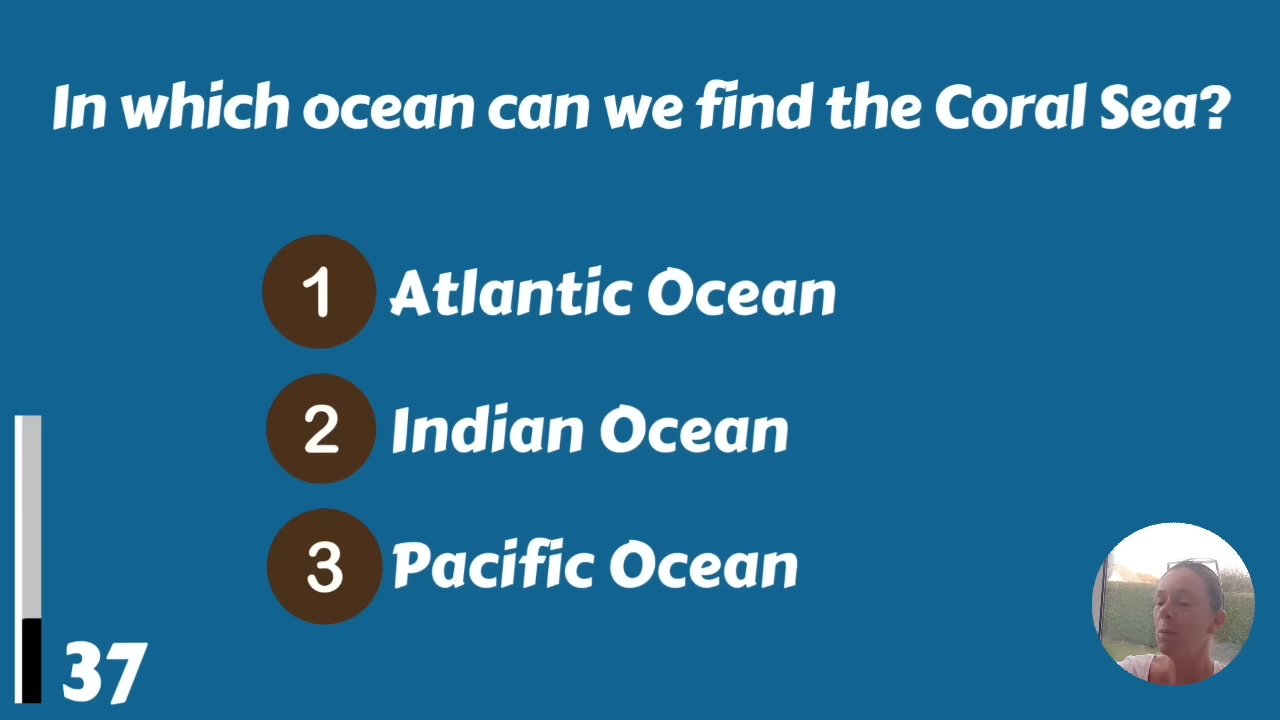 In which ocean can we find the Coral Sea?
1 Atlantic Ocean
2 Indian Ocean
3 Pacific Ocean
37